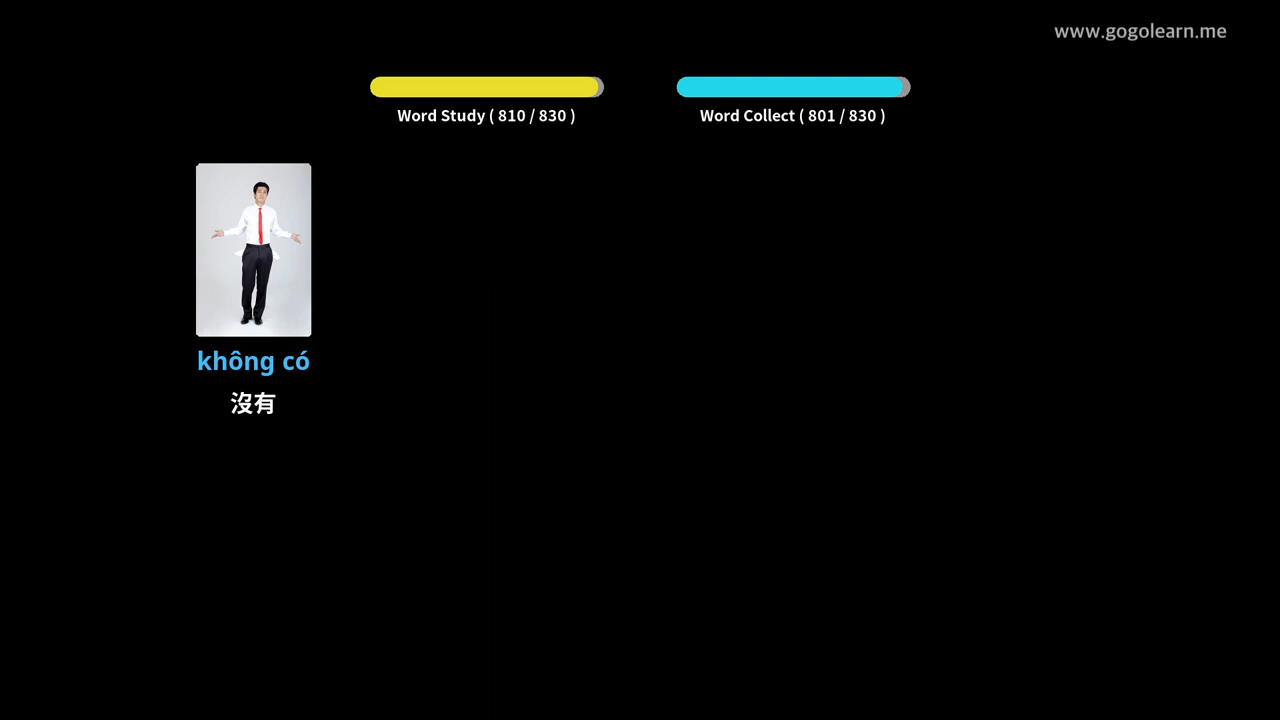 www.gogolearn.me
Word Study ( 810 / 830 )
Word Collect ( 801 / 830 )
không có
沒有